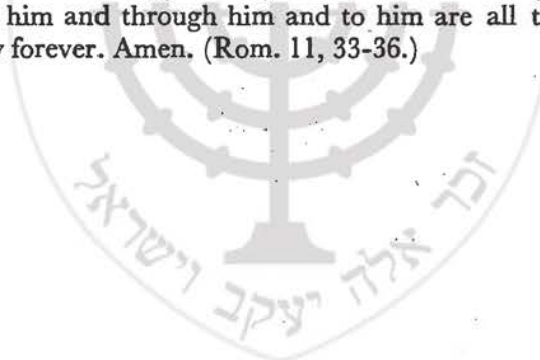 him and through him and to him are all t
y forever. Amen. (Rom. 11, 33-36.)
זכר אלה יעקב וישראל